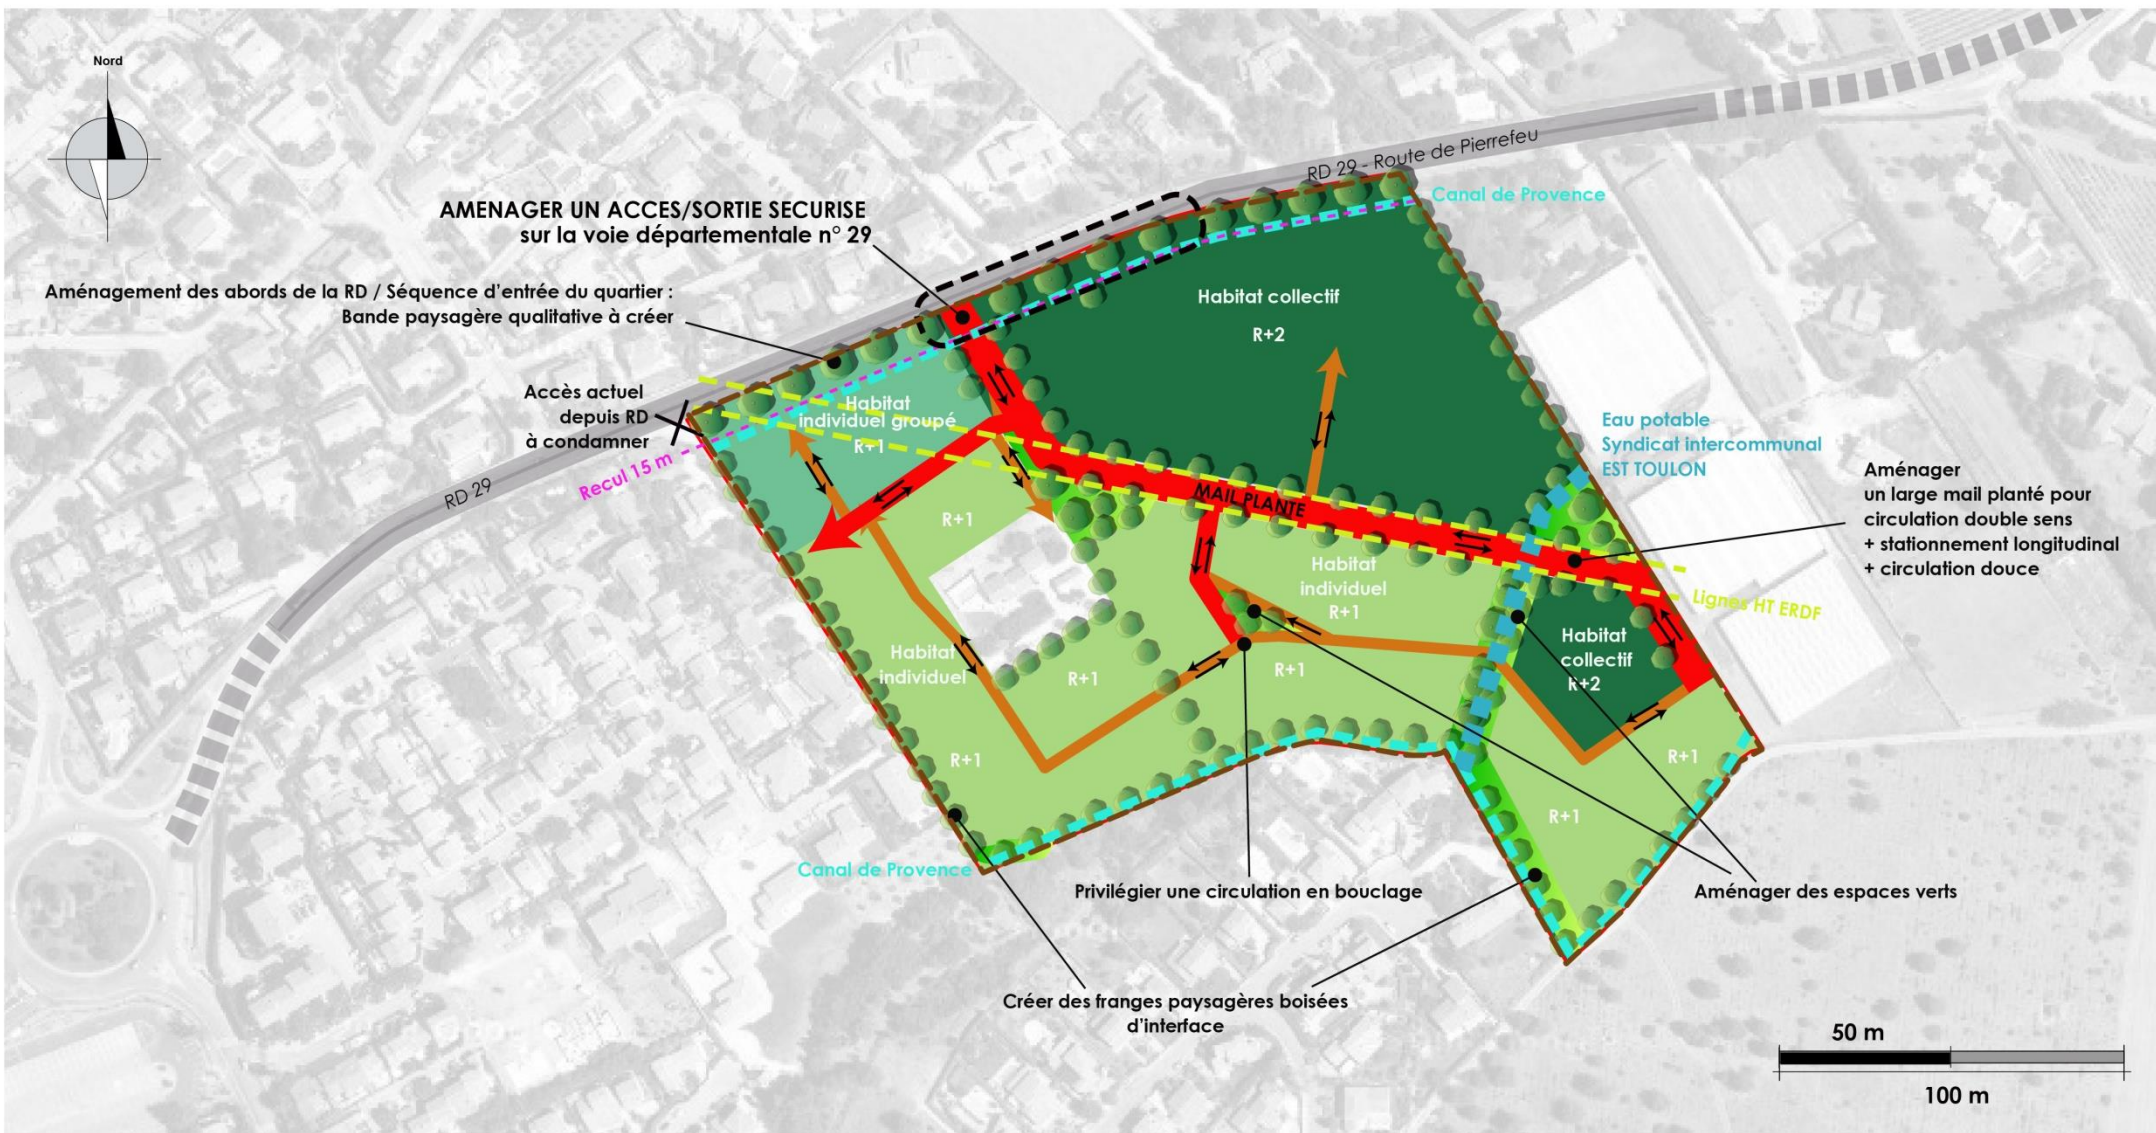 Nord
RD 29 - Route de Pierrefeu
Canal de Provence
AMENAGER UN ACCES/SORTIE SECURISE
sur la voie départementale n° 29
Aménagement des abords de la RD / Séquence d'entrée du quartier :
Bande paysagère qualitative à créer
Habitat collectif
R+2
Accès actuel
depuis RD
à condamner
Habitat
individuel groupé
R+1
Recul 15 m
RD 29
Eau potable
Syndicat intercommunal
EST TOULON
Aménager
un large mail planté pour
circulation double sens
+ stationnement longitudinal
+ circulation douce
MAIL PLANTE
R+1
Habitat
individuel
R+1
Lignes HT ERDF
Habitat
collectif
R+2
Habitat
individuel
R+1
R+1
R+1
R+1
R+1
Canal de Provence
Privilégier une circulation en bouclage
Aménager des espaces verts
Créer des franges paysagères boisées
d'interface
50 m
100 m